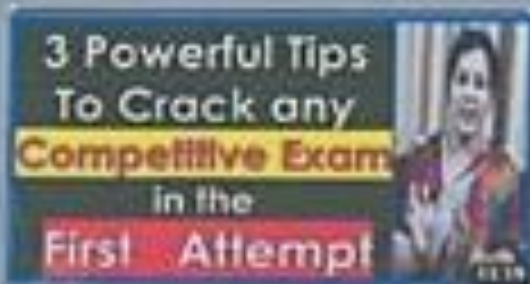 3 Powerful Tips
To Crack any
Competitive Exam
in the
First Attempt